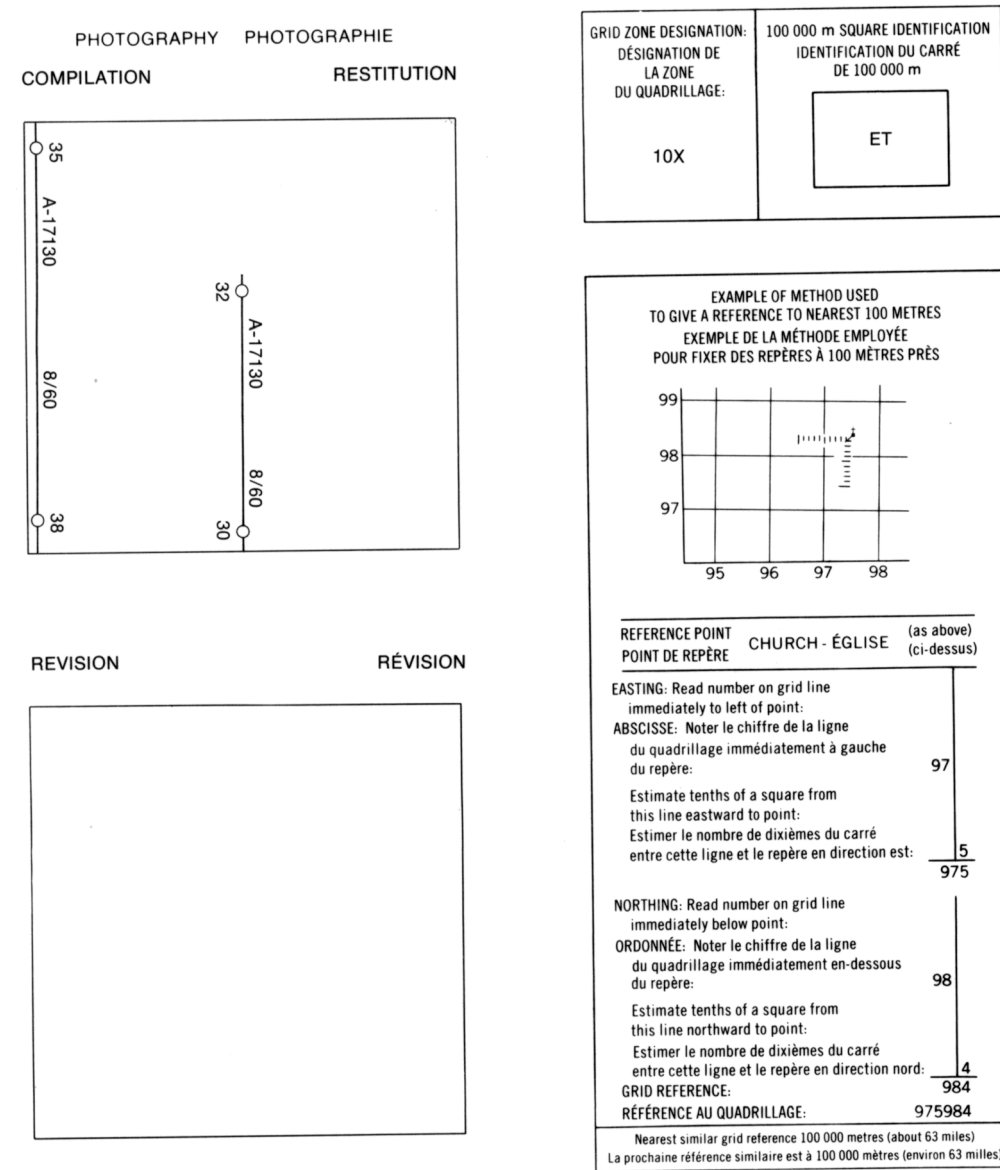 PHOTOGRAPHY PHOTOGRAPHIE
COMPILATION RESTITUTION
35
A-17130
8/60
38
32
A-17130
8/60
30
REVISION RÉVISION
GRID ZONE DESIGNATION:
DÉSIGNATION DE
LA ZONE
DU QUADRILLAGE:
10X
100 000 m SQUARE IDENTIFICATION
IDENTIFICATION DU CARRÉ
DE 100 000 m
ET
EXAMPLE OF METHOD USED
TO GIVE A REFERENCE TO NEAREST 100 METRES
EXEMPLE DE LA MÉTHODE EMPLOYÉE
POUR FIXER DES REPÈRES À 100 MÈTRES PRÈS
99
98
97
95 96 97 98
REFERENCE POINT
POINT DE REPÈRE
CHURCH - ÉGLISE
(as above)
(ci-dessus)
EASTING: Read number on grid line
immediately to left of point:
ABSCISSE: Noter le chiffre de la ligne
du quadrillage immédiatement à gauche
du repère: 97
Estimate tenths of a square from
this line eastward to point:
Estimer le nombre de dixièmes du carré
entre cette ligne et le repère en direction est: 5
975
NORTHING: Read number on grid line
immediately below point:
ORDONNÉE: Noter le chiffre de la ligne
du quadrillage immédiatement en-dessous
du repère: 98
Estimate tenths of a square from
this line northward to point:
Estimer le nombre de dixièmes du carré
entre cette ligne et le repère en direction nord: 4
GRID REFERENCE: 984
RÉFÉRENCE AU QUADRILLAGE: 975984
Nearest similar grid reference 100 000 metres (about 63 miles)
La prochaine référence similaire est à 100 000 mètres (environ 63 milles)